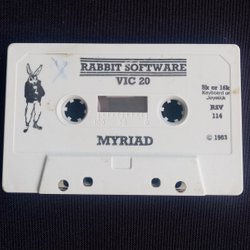 RABBIT SOFTWARE
VIC 20
8k or 16k
Keyboard or
Joystick
RSV
114
MYRIAD
© 1983